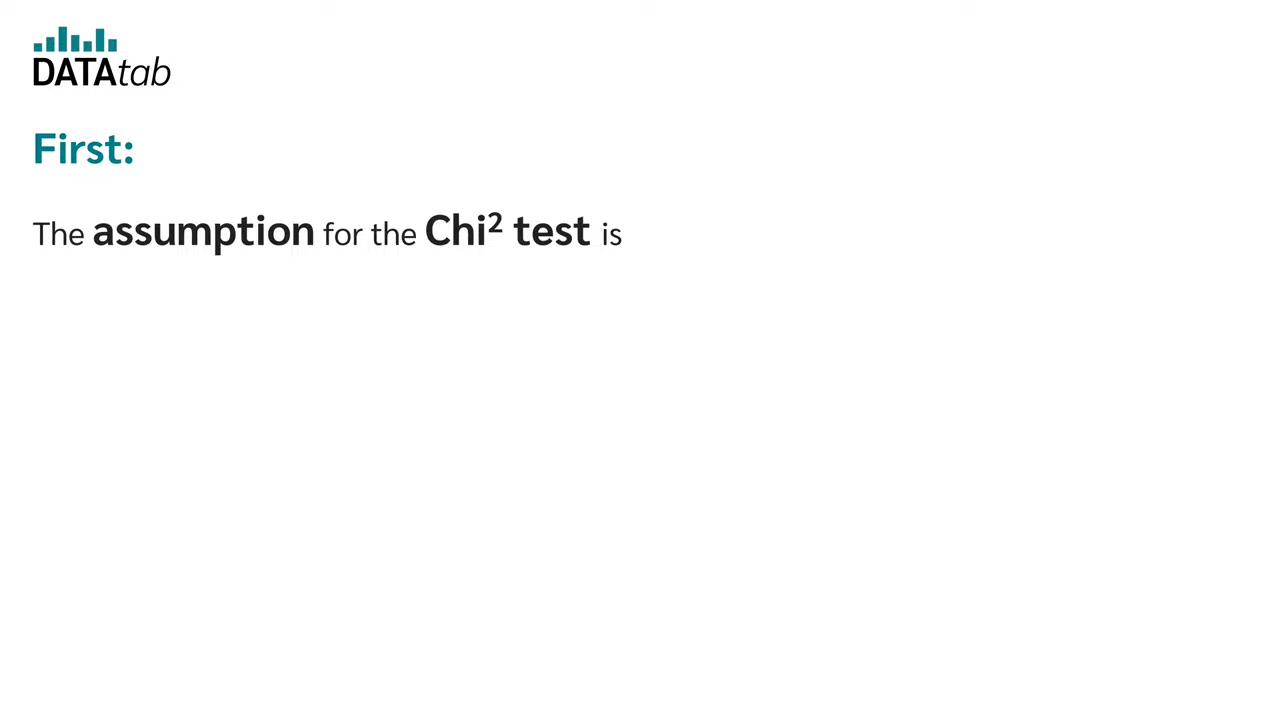 DATAtab
First:
The assumption for the Chi² test is